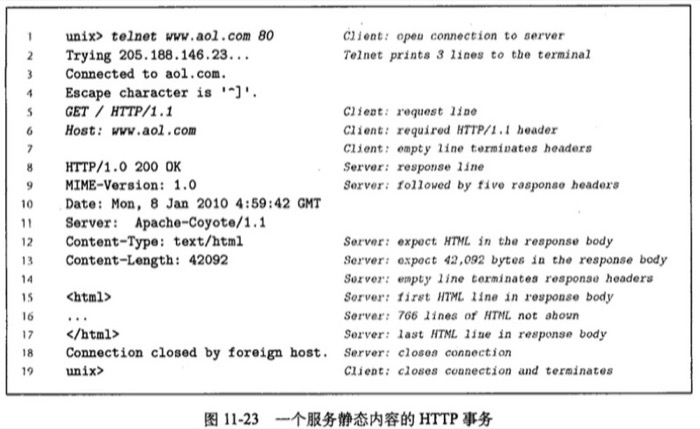 1 unix> telnet www.aol.com 80 Client: open connection to server
2 Trying 205.188.146.23... Telnet prints 3 lines to the terminal
3 Connected to aol.com.
4 Escape character is '^]'.
5 GET / HTTP/1.1 Client: request line
6 Host: www.aol.com Client: required HTTP/1.1 header
7 Client: empty line terminates headers
8 HTTP/1.0 200 OK Server: response line
9 MIME-Version: 1.0 Server: followed by five response headers
10 Date: Mon, 8 Jan 2010 4:59:42 GMT
11 Server: Apache-Coyote/1.1
12 Content-Type: text/html Server: expect HTML in the response body
13 Content-Length: 42092 Server: expect 42,092 bytes in the response body
14 Server: empty line terminates response headers
15 <html> Server: first HTML line in response body
16 ... Server: 766 lines of HTML not shown
17 </html> Server: last HTML line in response body
18 Connection closed by foreign host. Server: closes connection
19 unix> Client: closes connection and terminates
图 11-23 一个服务静态内容的 HTTP 事务